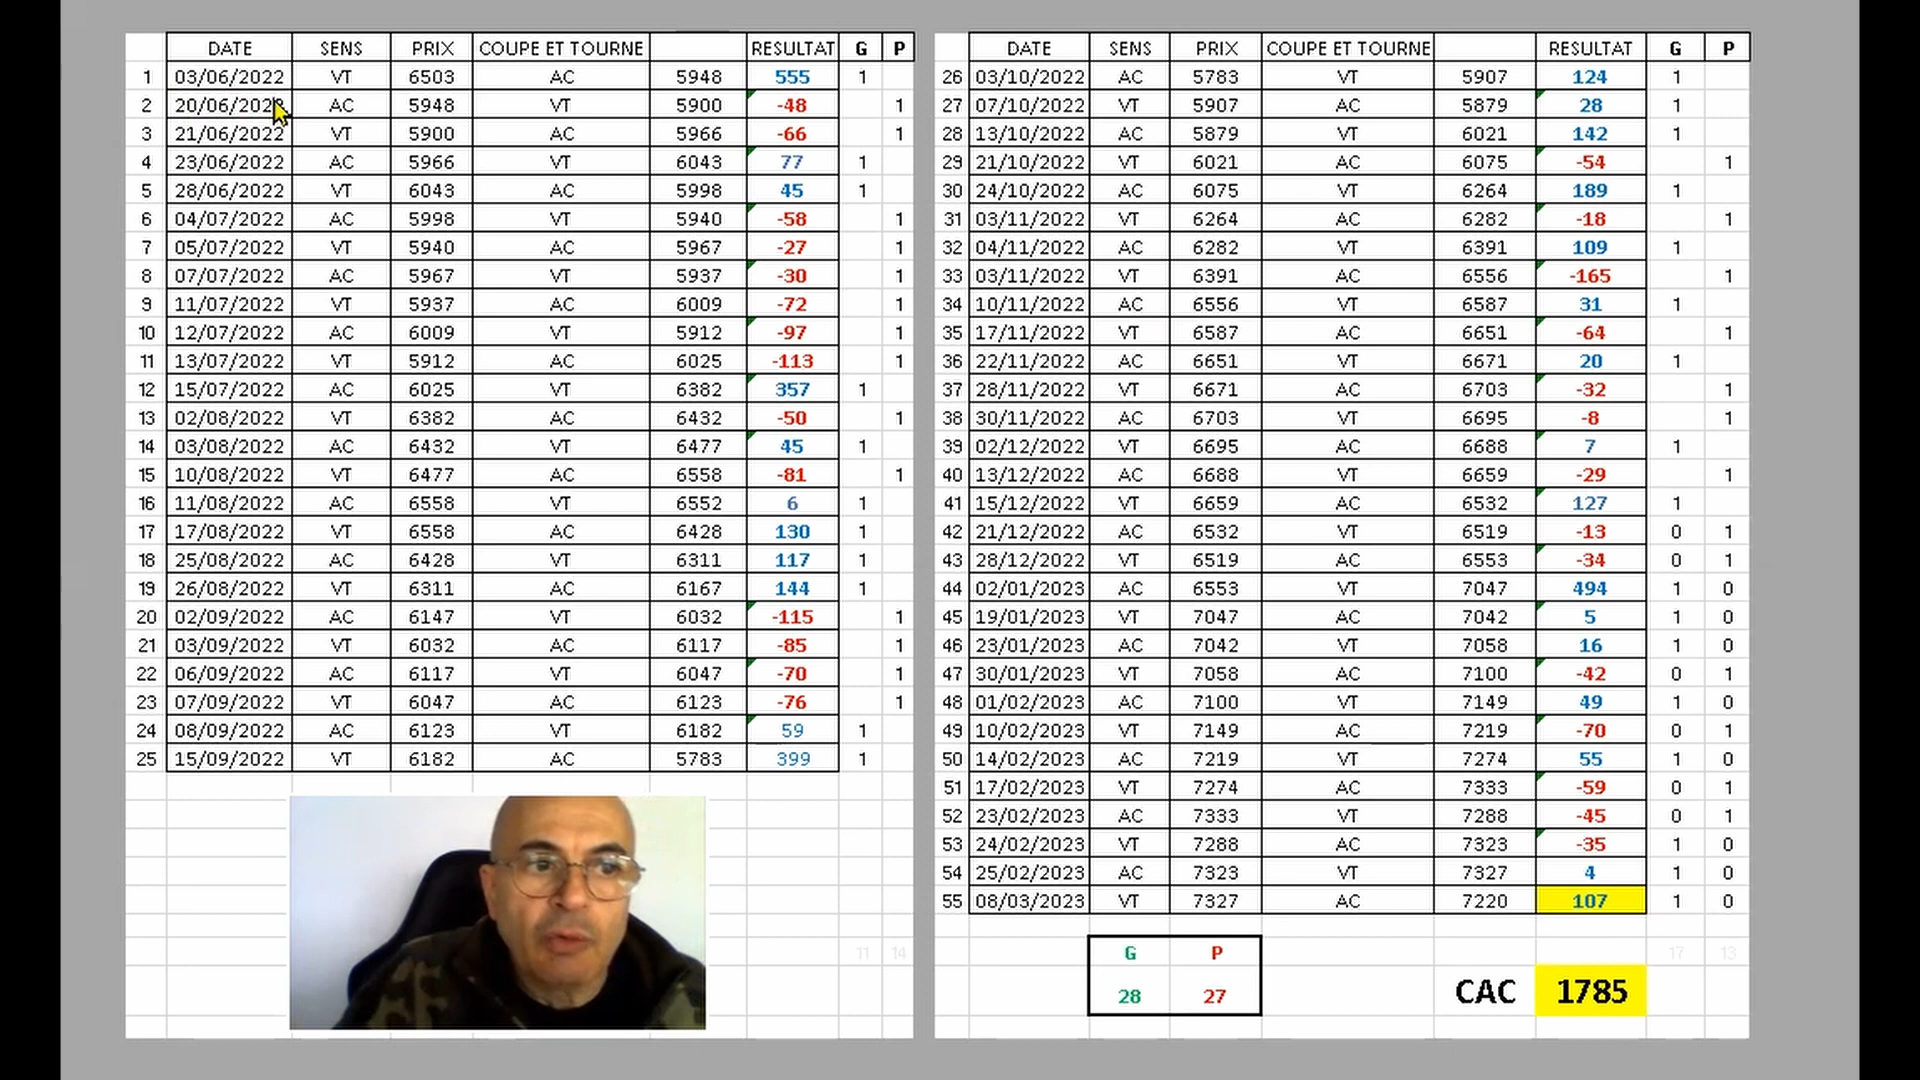 DATE SENS PRIX COUPE ET TOURNE RESULTAT G P
1 03/06/2022 VT 6503 AC 5948 555 1
2 20/06/2022 AC 5948 VT 5900 -48 1
3 21/06/2022 VT 5900 AC 5966 -66 1
4 23/06/2022 AC 5966 VT 6043 77 1
5 28/06/2022 VT 6043 AC 5998 45 1
6 04/07/2022 AC 5998 VT 5940 -58 1
7 05/07/2022 VT 5940 AC 5967 -27 1
8 07/07/2022 AC 5967 VT 5937 -30 1
9 11/07/2022 VT 5937 AC 6009 -72 1
10 12/07/2022 AC 6009 VT 5912 -97 1
11 13/07/2022 VT 5912 AC 6025 -113 1
12 15/07/2022 AC 6025 VT 6382 357 1
13 02/08/2022 VT 6382 AC 6432 -50 1
14 03/08/2022 AC 6432 VT 6477 45 1
15 10/08/2022 VT 6477 AC 6558 -81 1
16 11/08/2022 AC 6558 VT 6552 6 1
17 17/08/2022 VT 6558 AC 6428 130 1
18 25/08/2022 AC 6428 VT 6311 117 1
19 26/08/2022 VT 6311 AC 6167 144 1
20 02/09/2022 AC 6147 VT 6032 -115 1
21 03/09/2022 VT 6032 AC 6117 -85 1
22 06/09/2022 AC 6117 VT 6047 -70 1
23 07/09/2022 VT 6047 AC 6123 -76 1
24 08/09/2022 AC 6123 VT 6182 59 1
25 15/09/2022 VT 6182 AC 5783 399 1
11 14
DATE SENS PRIX COUPE ET TOURNE RESULTAT G P
26 03/10/2022 AC 5783 VT 5907 124 1
27 07/10/2022 VT 5907 AC 5879 28 1
28 13/10/2022 AC 5879 VT 6021 142 1
29 21/10/2022 VT 6021 AC 6075 -54 1
30 24/10/2022 AC 6075 VT 6264 189 1
31 03/11/2022 VT 6264 AC 6282 -18 1
32 04/11/2022 AC 6282 VT 6391 109 1
33 03/11/2022 VT 6391 AC 6556 -165 1
34 10/11/2022 AC 6556 VT 6587 31 1
35 17/11/2022 VT 6587 AC 6651 -64 1
36 22/11/2022 AC 6651 VT 6671 20 1
37 28/11/2022 VT 6671 AC 6703 -32 1
38 30/11/2022 AC 6703 VT 6695 -8 1
39 02/12/2022 VT 6695 AC 6688 7 1
40 13/12/2022 AC 6688 VT 6659 -29 1
41 15/12/2022 VT 6659 AC 6532 127 1
42 21/12/2022 AC 6532 VT 6519 -13 0 1
43 28/12/2022 VT 6519 AC 6553 -34 0 1
44 02/01/2023 AC 6553 VT 7047 494 1 0
45 19/01/2023 VT 7047 AC 7042 5 1 0
46 23/01/2023 AC 7042 VT 7058 16 1 0
47 30/01/2023 VT 7058 AC 7100 -42 0 1
48 01/02/2023 AC 7100 VT 7149 49 1 0
49 10/02/2023 VT 7149 AC 7219 -70 0 1
50 14/02/2023 AC 7219 VT 7274 55 1 0
51 17/02/2023 VT 7274 AC 7333 -59 0 1
52 23/02/2023 AC 7333 VT 7288 -45 0 1
53 24/02/2023 VT 7288 AC 7323 -35 1 0
54 25/02/2023 AC 7323 VT 7327 4 1 0
55 08/03/2023 VT 7327 AC 7220 107 1 0
G P 17 13
28 27 CAC 1785